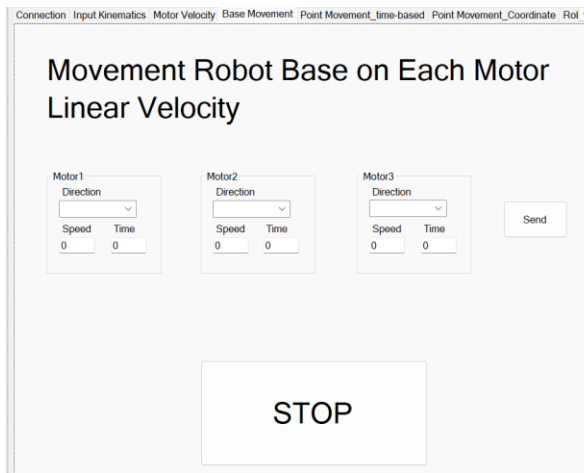 Connection Input Kinematics Motor Velocity Base Movement Point Movement_time-based Point Movement_Coordinate Rol
Movement Robot Base on Each Motor
Linear Velocity
Motor1 Motor2 Motor3
Direction Direction Direction
Speed Time Speed Time Speed Time Send
0 0 0 0 0 0
STOP